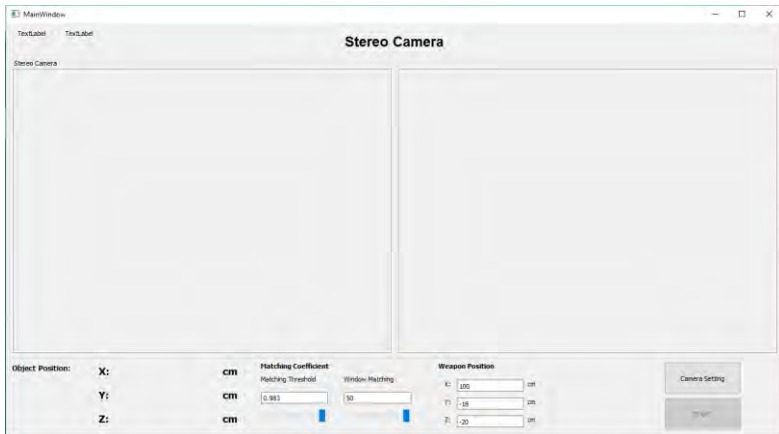 MainWindow
TextLabel TextLabel
Stereo Camera
Stereo Camera
Object Position: X: cm
Y: cm
Z: cm
Matching Coefficient
Matching Threshold Window Matching
0.983 50
Weapon Position
X: 100 cm
Y: -18 cm
Z: -20 cm
Camera Setting